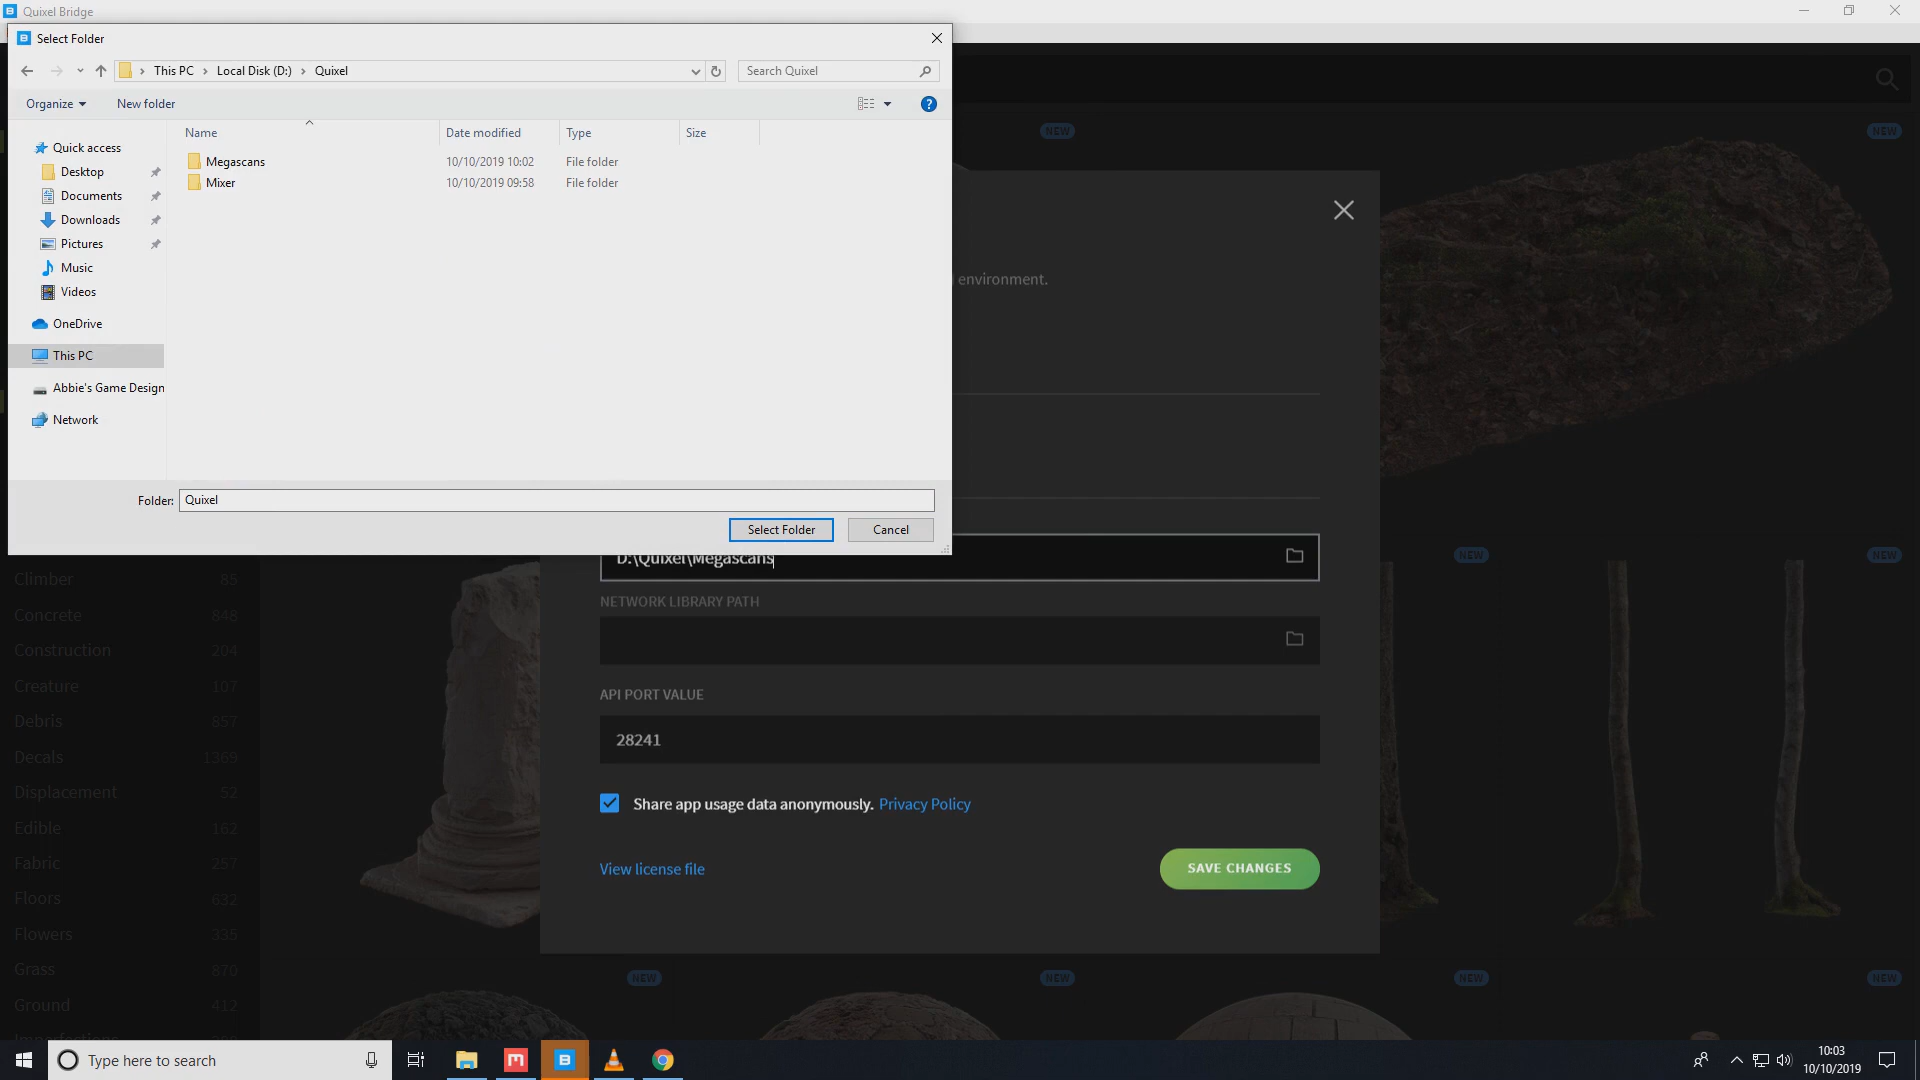 Quixel Bridge
Select Folder
This PC
Local Disk (D:)
Quixel
Search Quixel
Organize
New folder
Name
Date modified
Type
Size
Quick access
Desktop
Documents
Downloads
Pictures
Music
Videos
OneDrive
This PC
Abbie's Game Design
Network
Megascans
10/10/2019 10:02
File folder
Mixer
10/10/2019 09:58
File folder
Folder:
Quixel
Select Folder
Cancel
NEW
NEW
environment.
D:\Quixel\Megascans
NETWORK LIBRARY PATH
API PORT VALUE
28241
Share app usage data anonymously. Privacy Policy
View license file
SAVE CHANGES
NEW
NEW
Climber 85
Concrete 848
Construction 204
Creature 107
Debris 857
Decals 1369
Displacement 52
Edible 162
Fabric 257
Floors 632
Flowers 335
Grass 870
Ground 412
NEW
NEW
NEW
NEW
Type here to search
10:03
10/10/2019